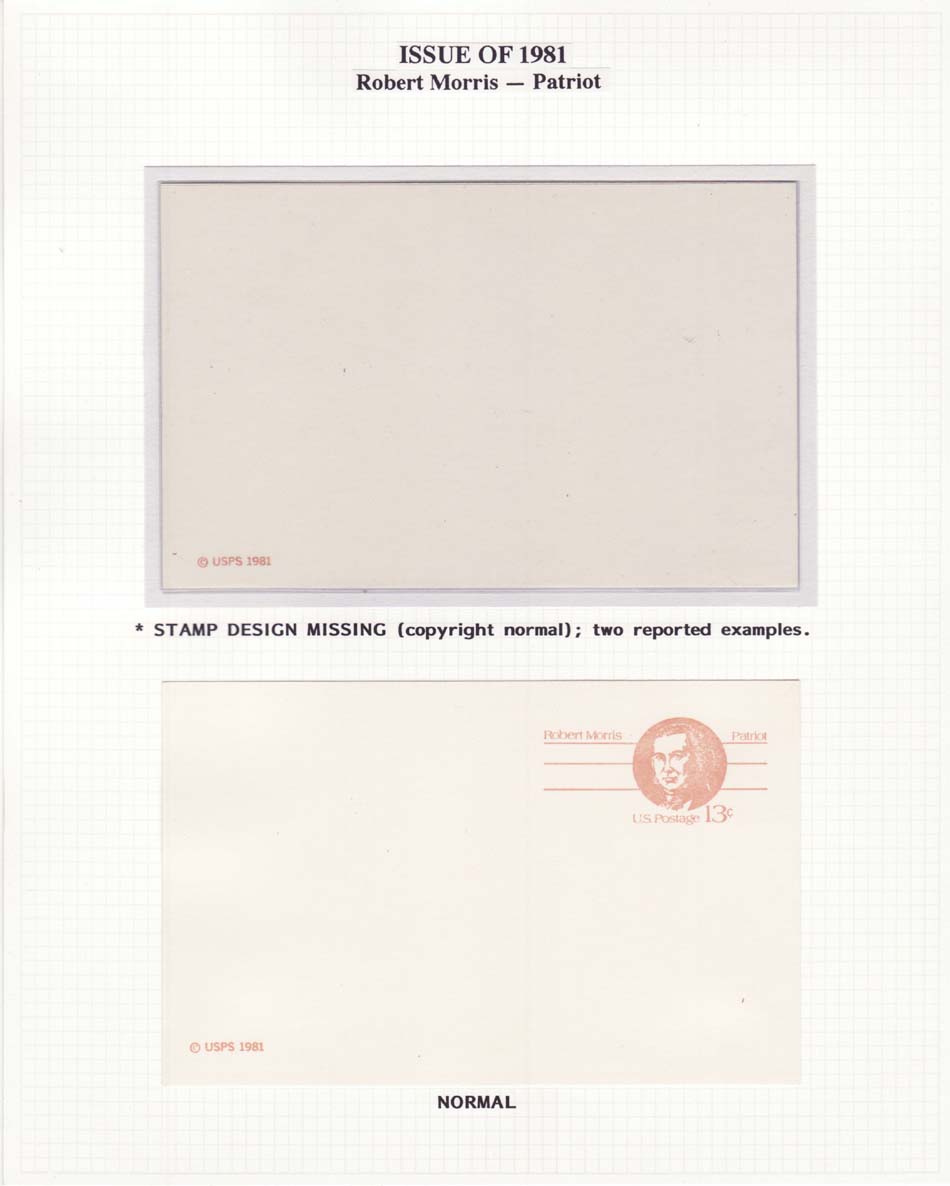 ISSUE OF 1981
Robert Morris — Patriot
© USPS 1981
* STAMP DESIGN MISSING (copyright normal); two reported examples.
Robert Morris Patriot
U.S. Postage 13¢
© USPS 1981
NORMAL